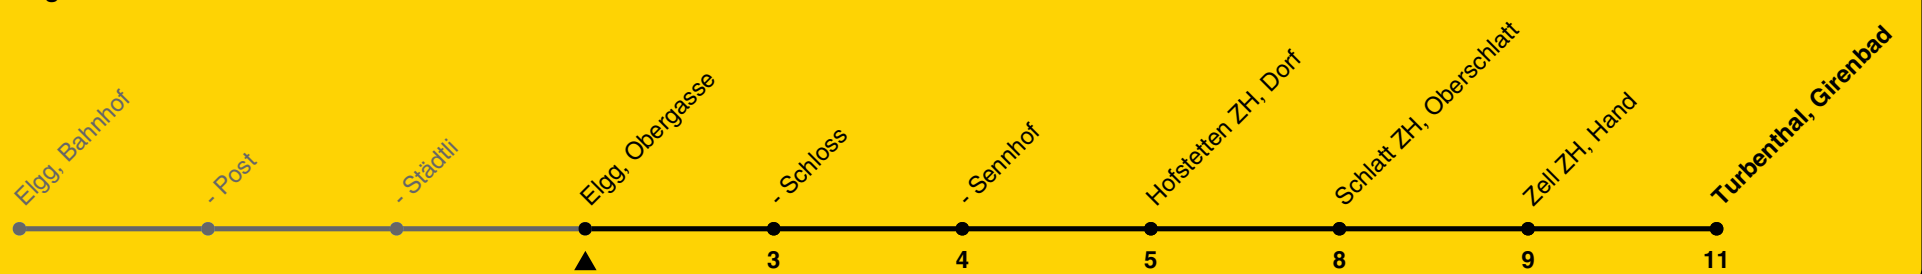 Elgg, Bahnhof
- Post
- Städtli
Elgg, Obergasse
- Schloss
- Sennhof
Hofstetten ZH, Dorf
Schlatt ZH, Oberschlatt
Zell ZH, Hand
Turbenthal, Girenbad
3 4 5 8 9 11